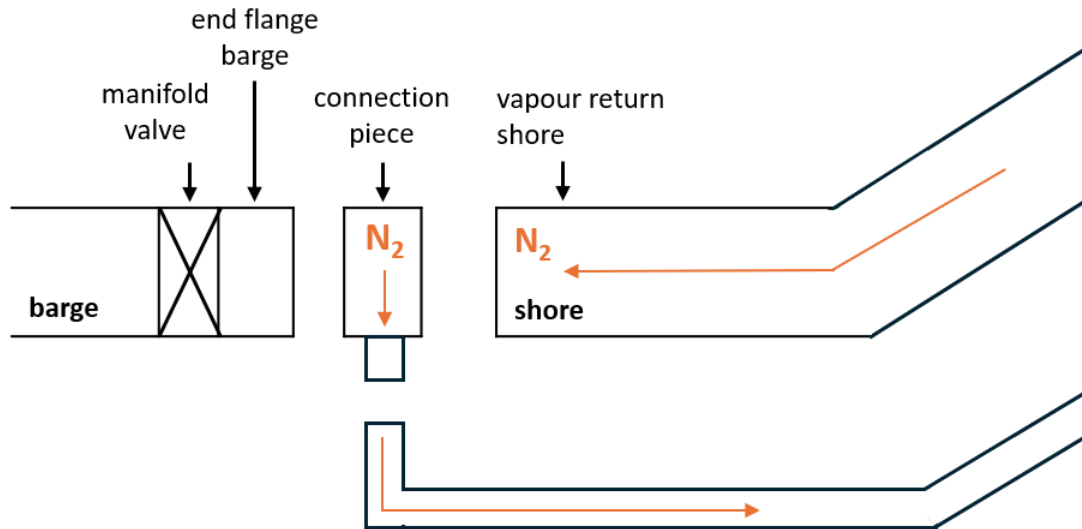 end flange
barge
manifold
valve
connection
piece
vapour return
shore
N₂
N₂
barge
shore